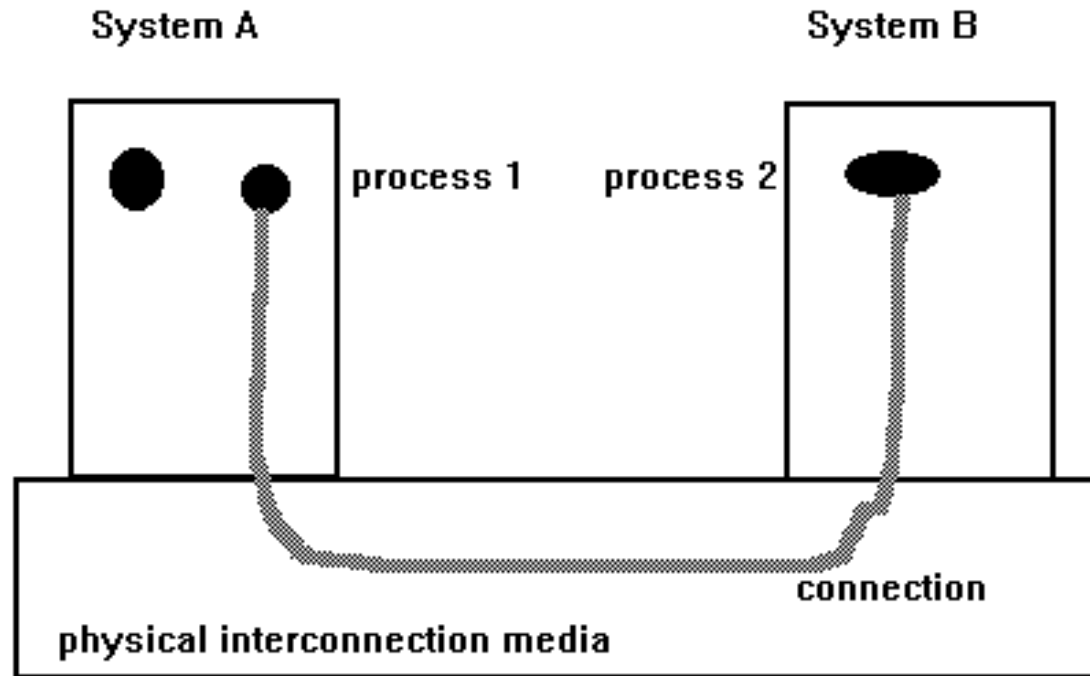 System A
System B
process 1
process 2
connection
physical interconnection media